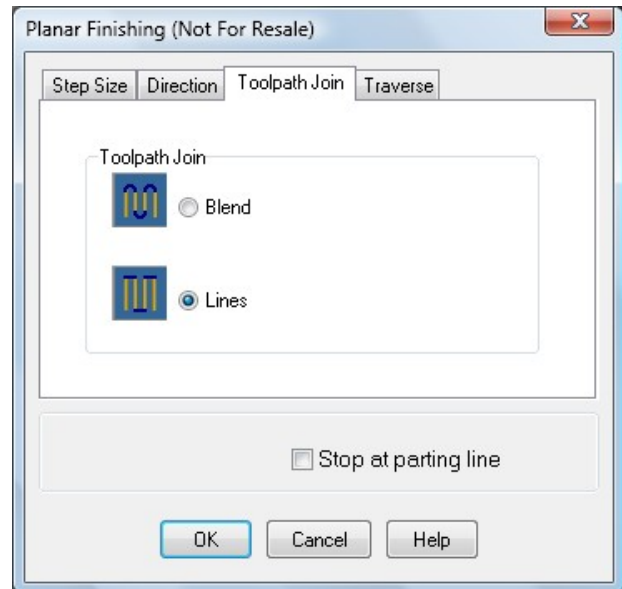 Planar Finishing (Not For Resale)
Step Size Direction Toolpath Join Traverse
Toolpath Join
Blend
Lines
Stop at parting line
OK Cancel Help